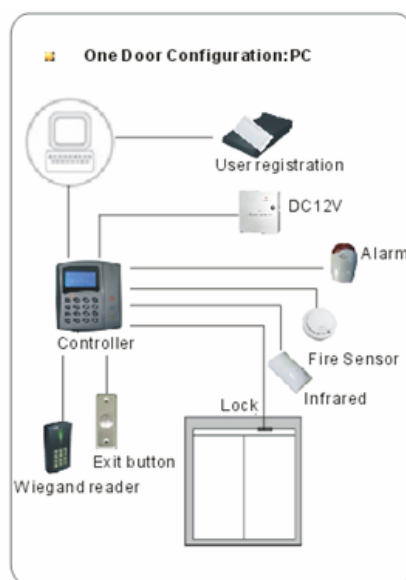 One Door Configuration:PC
User registration
DC12V
Alarm
Controller
Fire Sensor
Infrared
Lock
Exit button
Wiegand reader